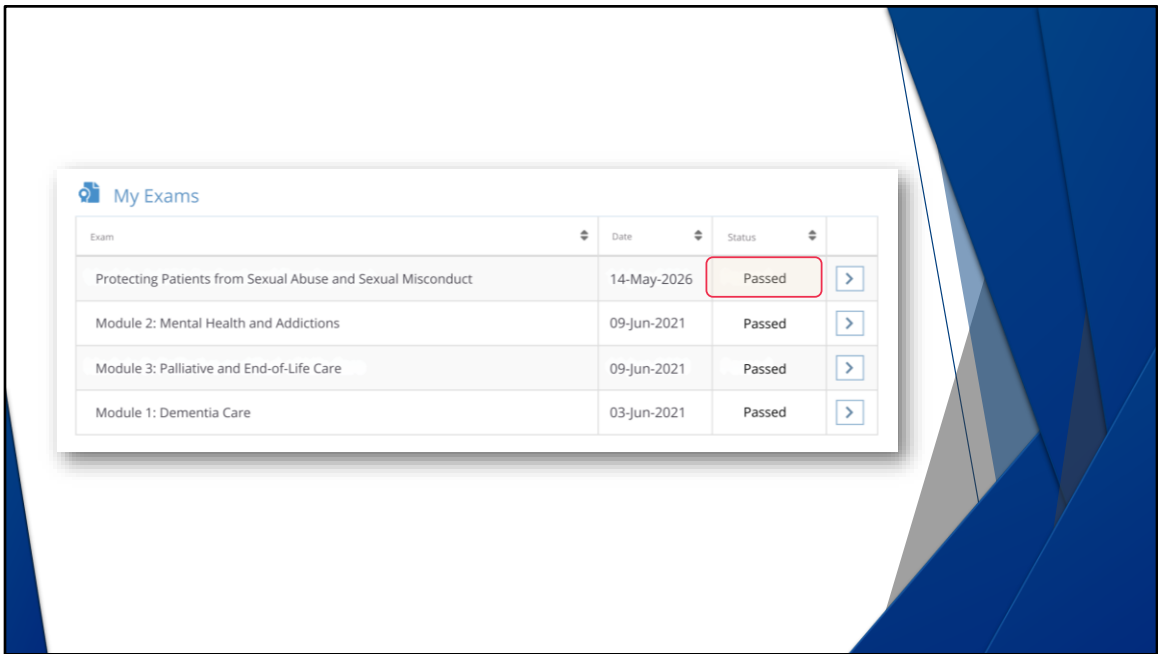 My Exams
Exam Date Status
Protecting Patients from Sexual Abuse and Sexual Misconduct 14-May-2026 Passed
Module 2: Mental Health and Addictions 09-Jun-2021 Passed
Module 3: Palliative and End-of-Life Care 09-Jun-2021 Passed
Module 1: Dementia Care 03-Jun-2021 Passed